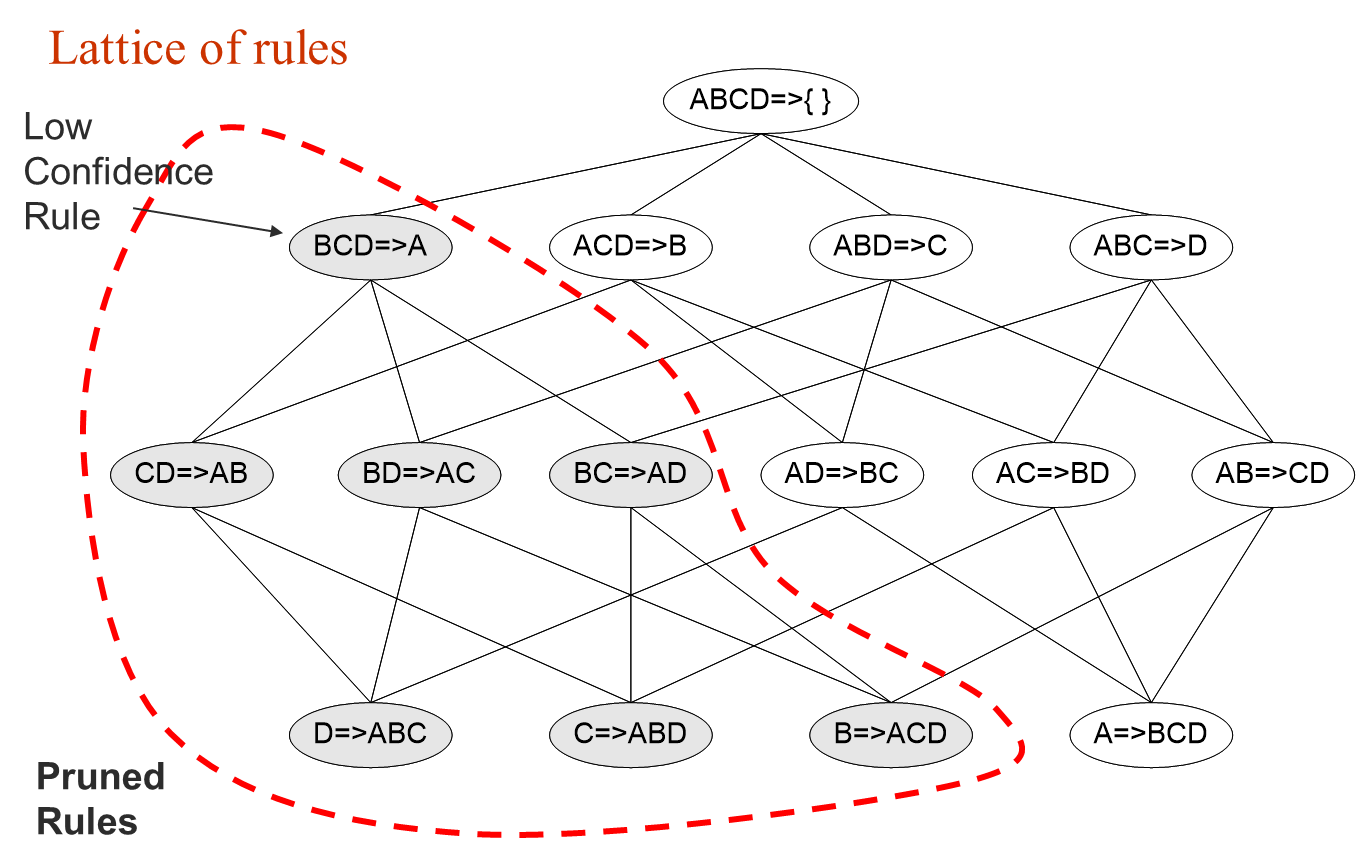 Lattice of rules
Low
Confidence
Rule
ABCD=>{ }
BCD=>A
ACD=>B
ABD=>C
ABC=>D
CD=>AB
BD=>AC
BC=>AD
AD=>BC
AC=>BD
AB=>CD
D=>ABC
C=>ABD
B=>ACD
A=>BCD
Pruned
Rules